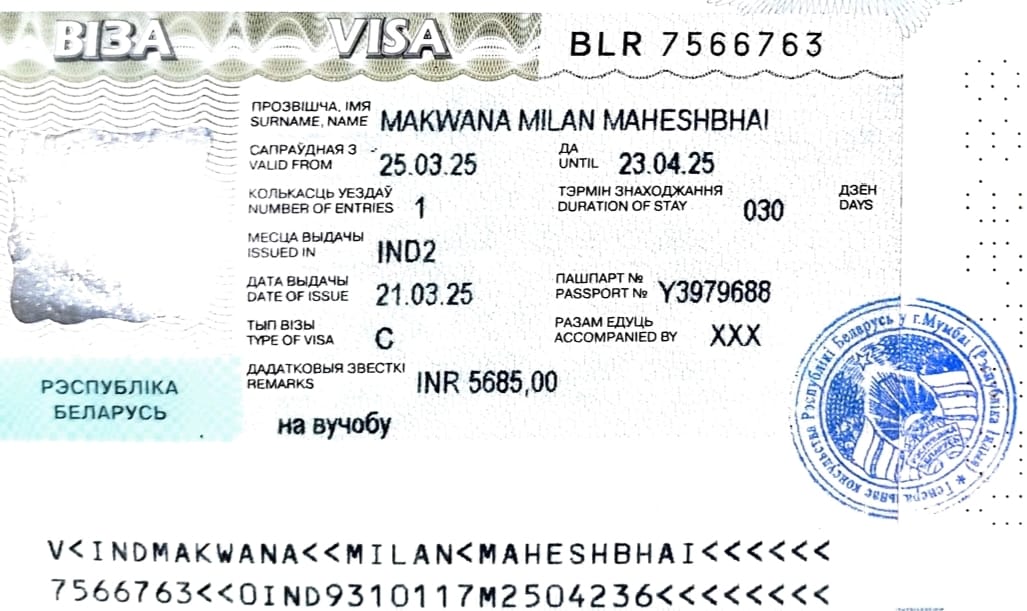 ВІЗА VISA BLR 7566763
ПРОЗВІШЧА, ІМЯ
SURNAME, NAME MAKWANA MILAN MAHESHBHAI
САПРАЎДНАЯ З ДА
VALID FROM 25.03.25 UNTIL 23.04.25
КОЛЬКАСЦЬ УЕЗДАЎ ТЭРМІН ЗНАХОДЖАННЯ ДЗЁН
NUMBER OF ENTRIES 1 DURATION OF STAY 030 DAYS
МЕСЦА ВЫДАЧЫ
ISSUED IN IND2
ДАТА ВЫДАЧЫ ПАШПАРТ №
DATE OF ISSUE 21.03.25 PASSPORT № Y3979688
ТЫП ВІЗЫ РАЗАМ ЕДУЦЬ
TYPE OF VISA C ACCOMPANIED BY XXX
ДАДАТКОВЫЯ ЗВЕСТКІ
REMARKS INR 5685,00
на вучобу
РЭСПУБЛІКА
БЕЛАРУСЬ
Генеральнае консульства Рэспублікі Беларусь у г.Мумбаі (Рэспубліка Індыя)
V<INDMAKWANA<<MILAN<MAHESHBHAI<<<<<<
7566763<<0IND9310117M2504236<<<<<<<<